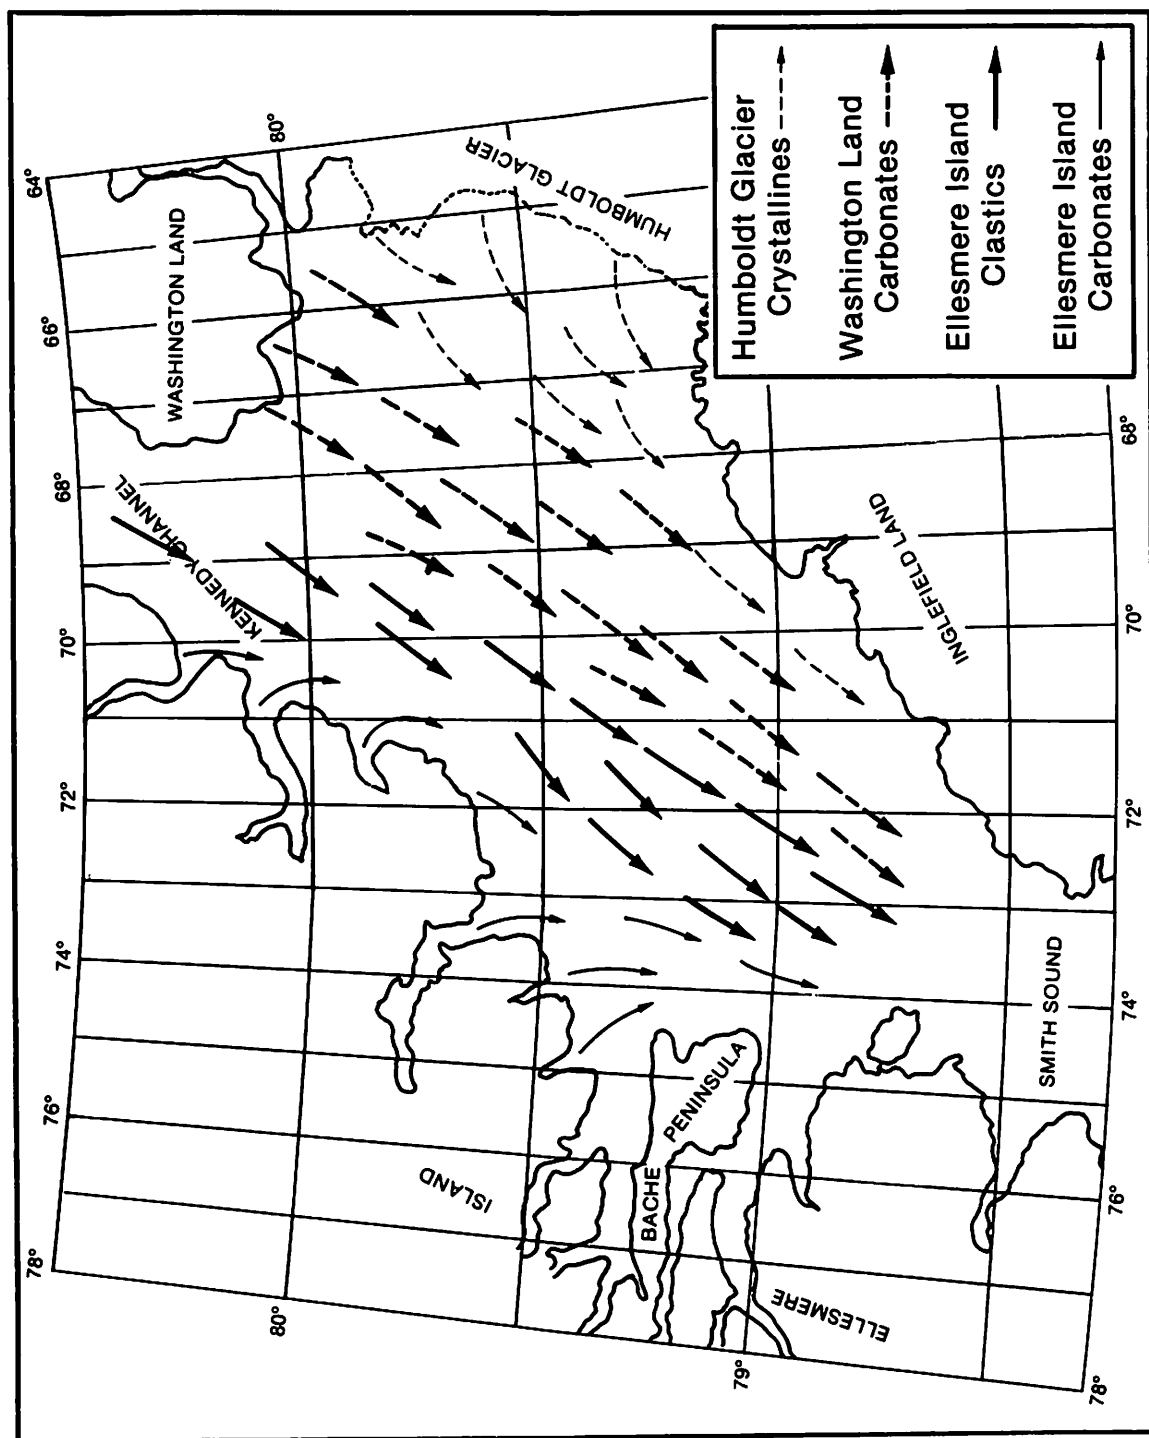 64°
66°
68°
70°
72°
74°
76°
78°
80°
80°
79°
68°
70°
72°
74°
76°
78°
WASHINGTON LAND
KENNEDY CHANNEL
HUMBOLDT GLACIER
INGLEFIELD LAND
SMITH SOUND
BACHE
PENINSULA
ELLESMERE
ISLAND
Humboldt Glacier
Crystallines
Washington Land
Carbonates
Ellesmere Island
Clastics
Ellesmere Island
Carbonates